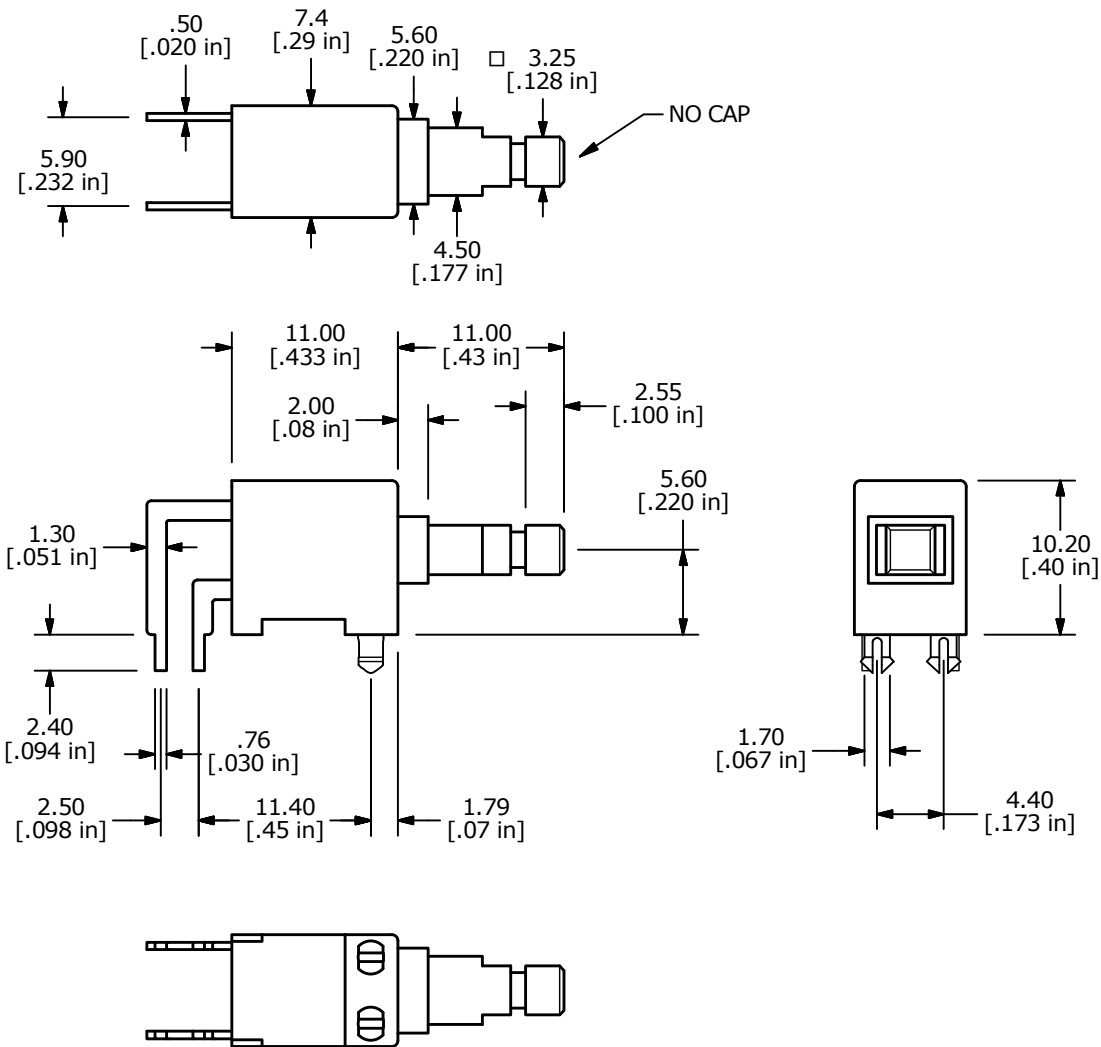 .50
[.020 in]
7.4
[.29 in]
5.60
[.220 in]
□ 3.25
[.128 in]
NO CAP
5.90
[.232 in]
4.50
[.177 in]
11.00
[.433 in]
11.00
[.43 in]
2.00
[.08 in]
2.55
[.100 in]
5.60
[.220 in]
1.30
[.051 in]
10.20
[.40 in]
2.40
[.094 in]
.76
[.030 in]
1.70
[.067 in]
2.50
[.098 in]
11.40
[.45 in]
1.79
[.07 in]
4.40
[.173 in]